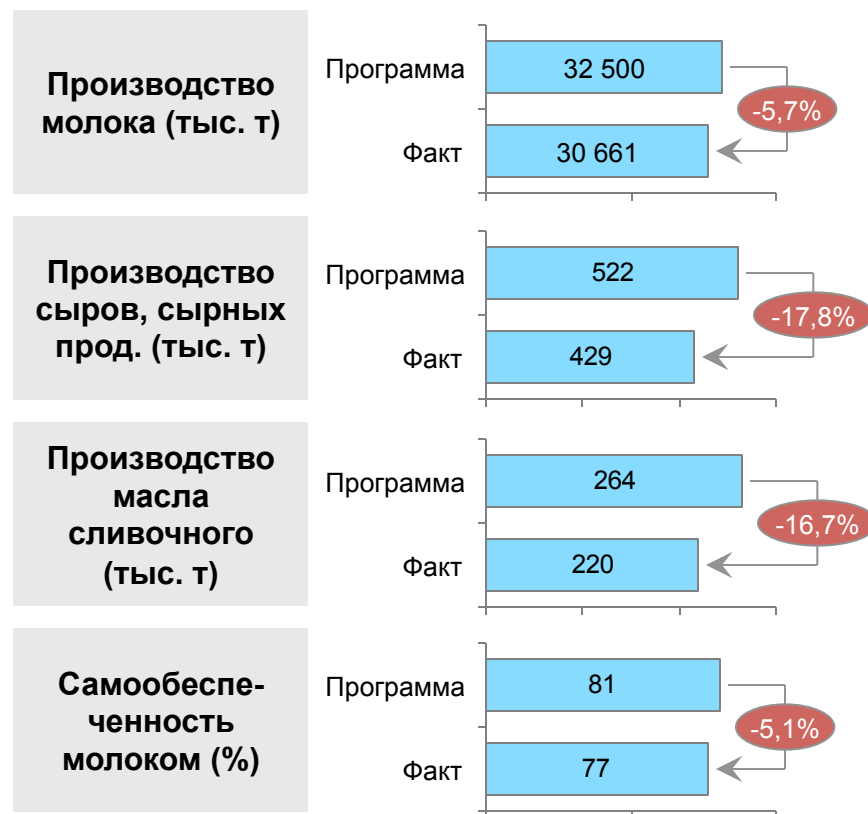 Производство
молока (тыс. т)
Программа
32 500
-5,7%
Факт
30 661
Производство
сыров, сырных
прод. (тыс. т)
Программа
522
-17,8%
Факт
429
Производство
масла
сливочного
(тыс. т)
Программа
264
-16,7%
Факт
220
Самообеспе-
ченность
молоком (%)
Программа
81
-5,1%
Факт
77